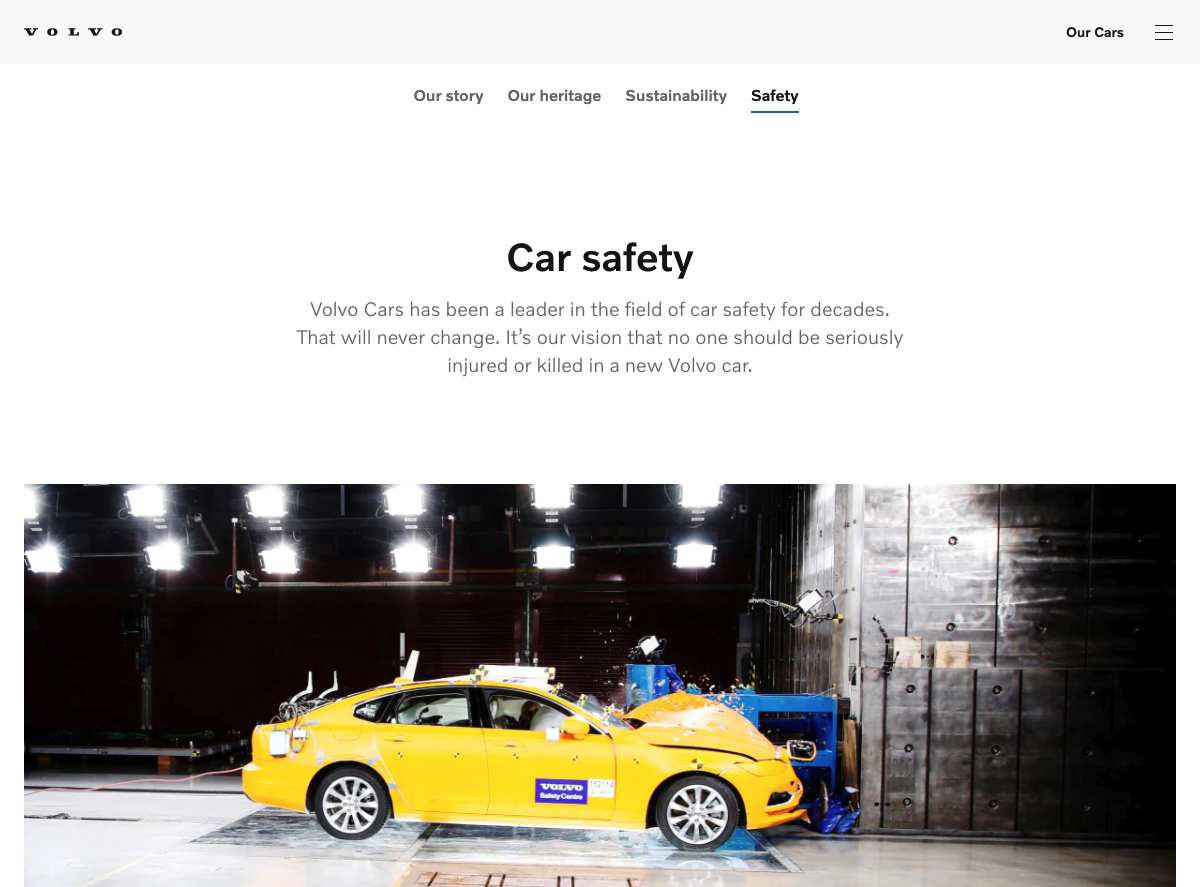 VOLVO
Our Cars
Our story
Our heritage
Sustainability
Safety
Car safety
Volvo Cars has been a leader in the field of car safety for decades.
That will never change. It’s our vision that no one should be seriously
injured or killed in a new Volvo car.
VOLVO
Safety Centre
152114